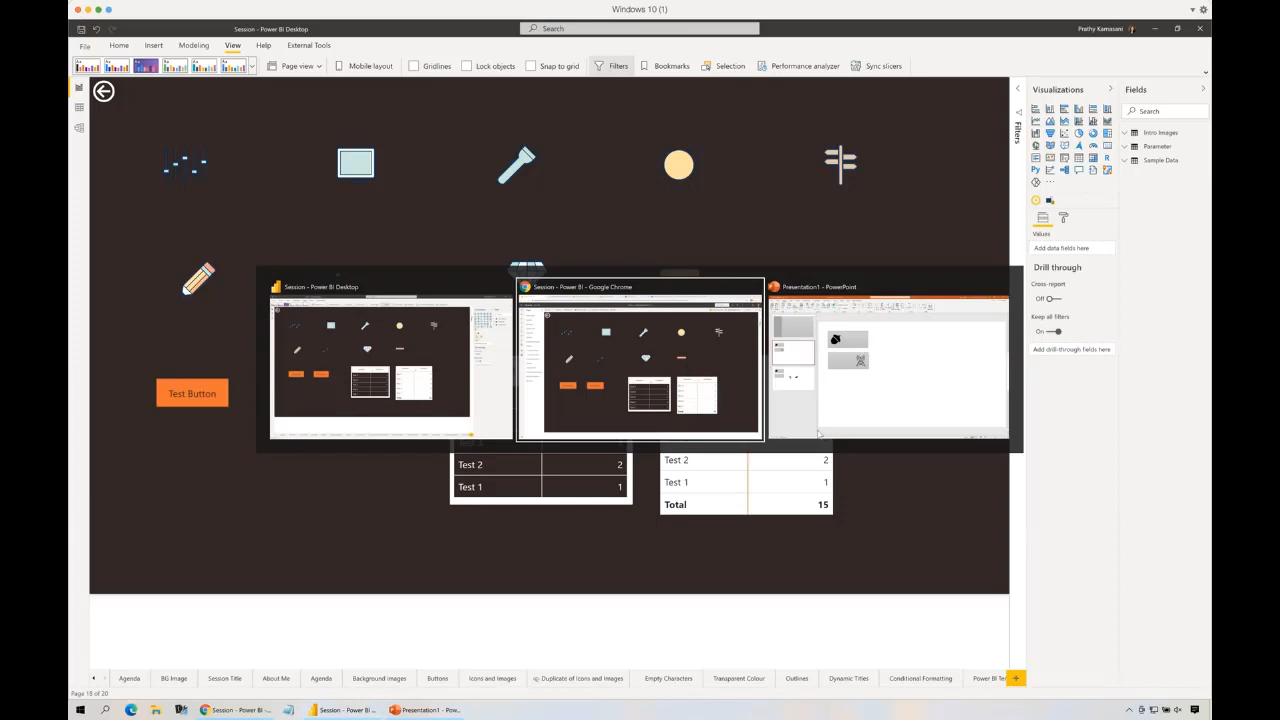 Windows 10 (1)
Session - Power BI Desktop
Search
Prathy Kamasani
File
Home
Insert
Modeling
View
Help
External Tools
Page view
Mobile layout
Gridlines
Lock objects
Snap to grid
Filters
Bookmarks
Selection
Performance analyzer
Sync slicers
Filters
Visualizations
Fields
Search
Intro Images
Parameter
Sample Data
Values
Add data fields here
Drill through
Cross-report
Off
Keep all filters
On
Add drill-through fields here
Session - Power BI Desktop
Session - Power BI - Google Chrome
Presentation1 - PowerPoint
Test Button
Test 2 2
Test 1 1
Test 2 2
Test 1 1
Total 15
Agenda
BG Image
Session Title
About Me
Agenda
Background Images
Buttons
Icons and Images
Duplicate of Icons and Images
Empty Characters
Transparent Colour
Outlines
Dynamic Titles
Conditional Formatting
Power BI Te
Page 18 of 20
Session - Power BI -...
Session - Power BI ...
Presentation1 - Pow...